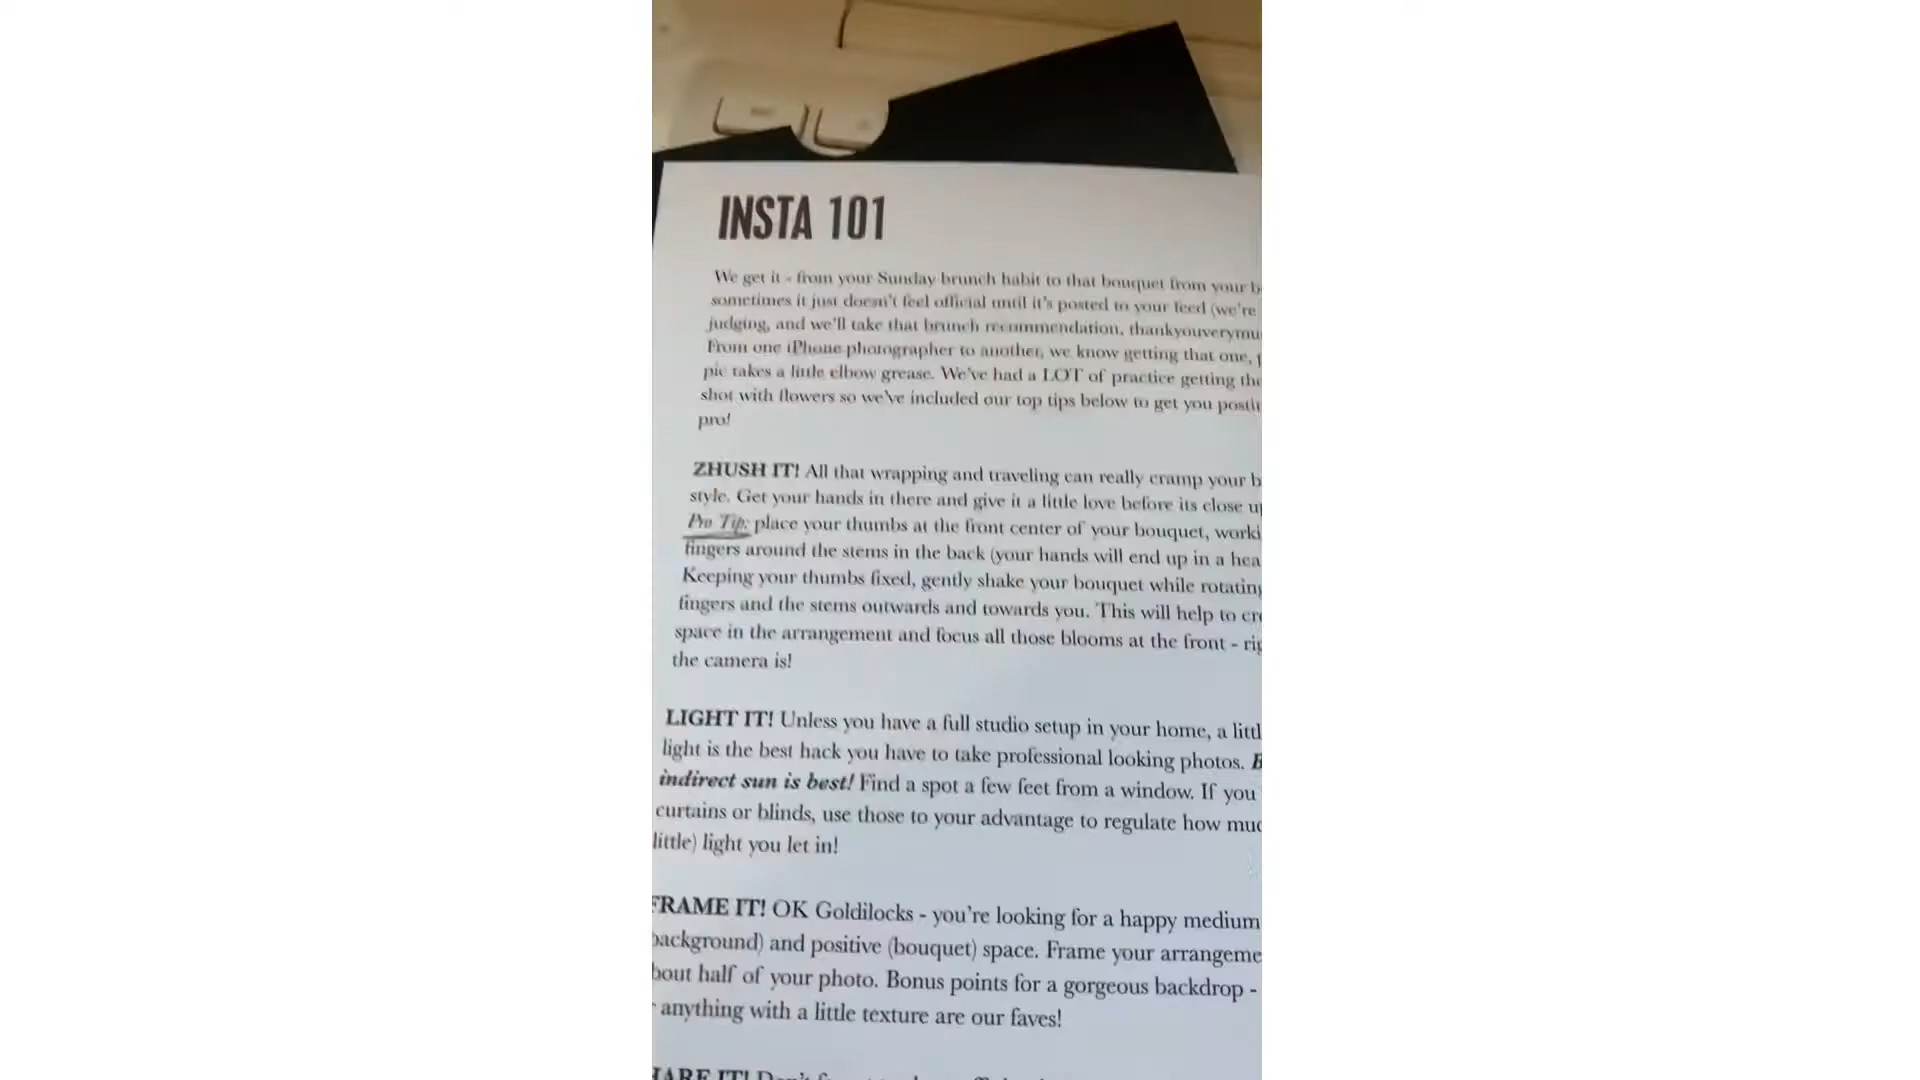 INSTA 101
We get it - from your Sunday brunch habit to that bouquet from your
sometimes it just doesn't feel official until it's posted to your feed (we're
judging, and we'll take that brunch recommendation, thankyouverymu
From one iPhone photographer to another, we know getting that one,
pic takes a little elbow grease. We've had a LOT of practice getting the
shot with flowers so we've included our top tips below to get you postin
pro!
ZHUSH IT! All that wrapping and traveling can really cramp your b
style. Get your hands in there and give it a little love before its close u
Pro Tip: place your thumbs at the front center of your bouquet, worki
fingers around the stems in the back (your hands will end up in a hea
Keeping your thumbs fixed, gently shake your bouquet while rotating
fingers and the stems outwards and towards you. This will help to cre
space in the arrangement and focus all those blooms at the front - rig
the camera is!
LIGHT IT! Unless you have a full studio setup in your home, a littl
light is the best hack you have to take professional looking photos. B
indirect sun is best! Find a spot a few feet from a window. If you
curtains or blinds, use those to your advantage to regulate how muc
little) light you let in!
FRAME IT! OK Goldilocks - you're looking for a happy medium
background) and positive (bouquet) space. Frame your arrangeme
bout half of your photo. Bonus points for a gorgeous backdrop -
anything with a little texture are our faves!
HARE IT! Don't